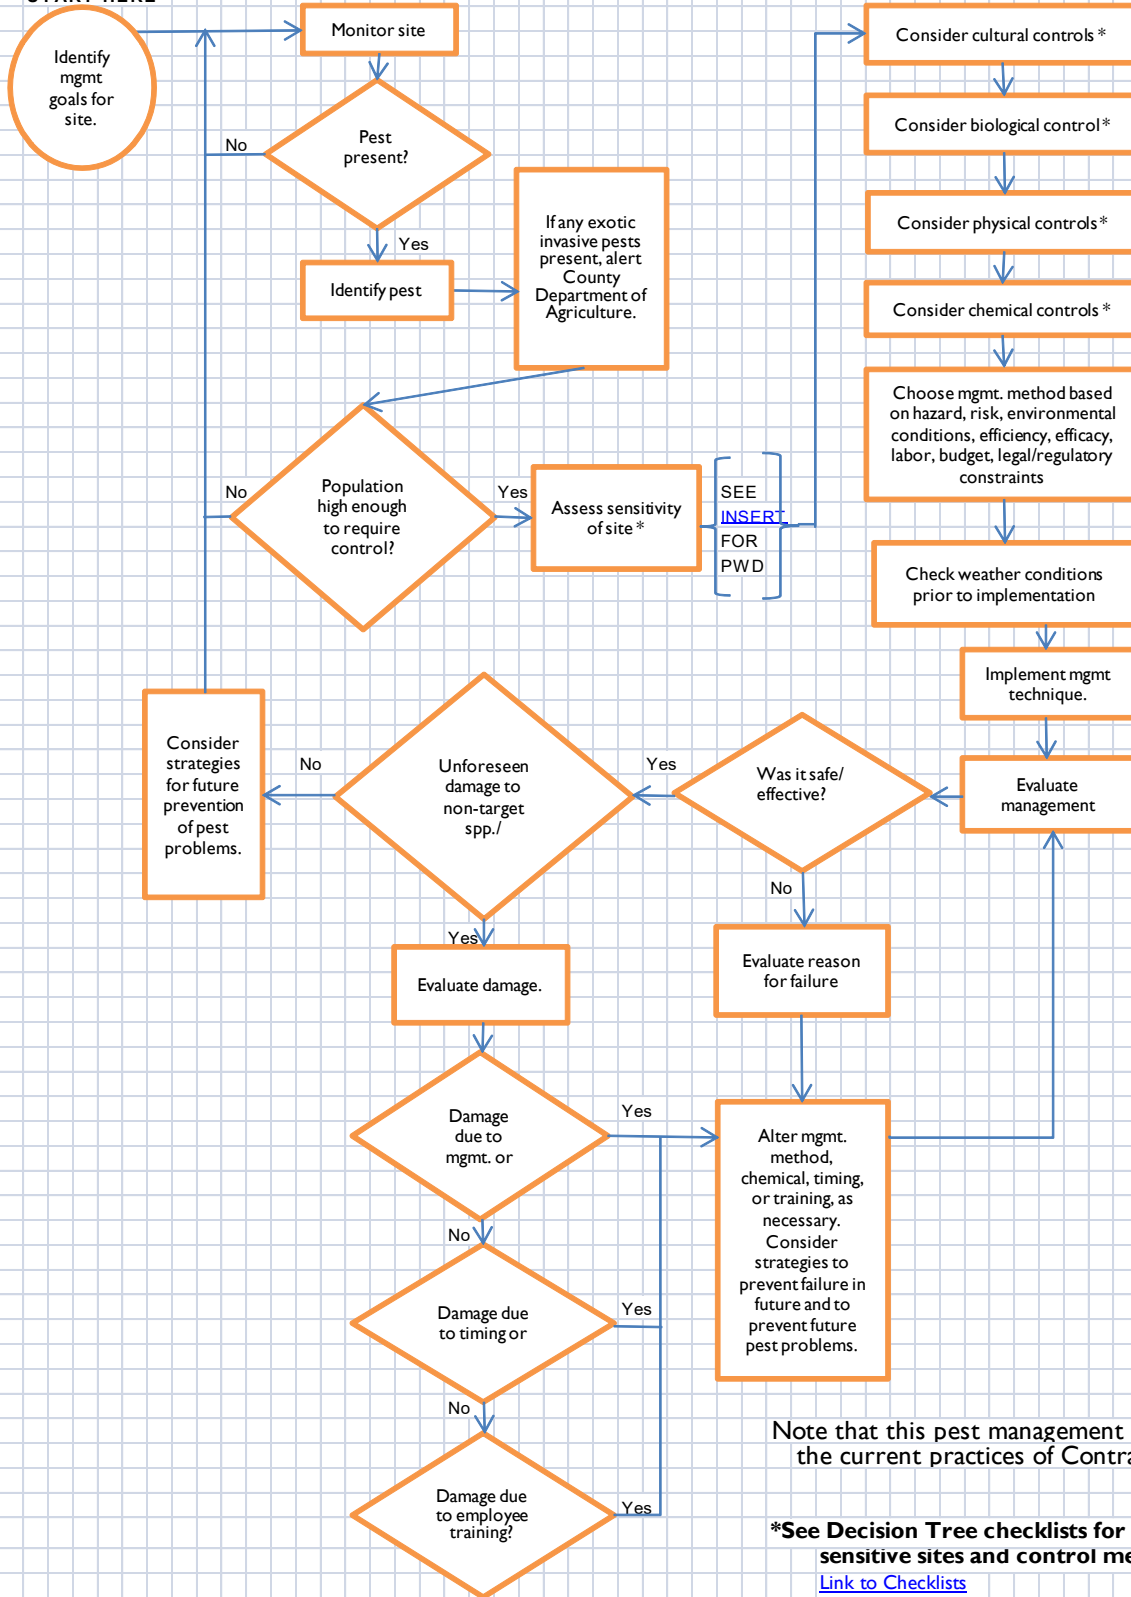 START HERE
Identify
mgmt
goals for
site.
Monitor site
Pest
present?
No
Yes
Identify pest
If any exotic
invasive pests
present, alert
County
Department of
Agriculture.
Population
high enough
to require
control?
No
Yes
Assess sensitivity
of site *
SEE
INSERT
FOR
PWD
Consider cultural controls *
Consider biological control *
Consider physical controls *
Consider chemical controls *
Choose mgmt. method based
on hazard, risk, environmental
conditions, efficiency, efficacy,
labor, budget, legal/regulatory
constraints
Check weather conditions
prior to implementation
Implement mgmt
technique.
Evaluate
management
Was it safe/
effective?
Yes
No
Unforeseen
damage to
non-target
spp./
No
Yes
Consider
strategies
for future
prevention
of pest
problems.
Evaluate damage.
Evaluate reason
for failure
Damage
due to
mgmt. or
Yes
No
Damage due
to timing or
Yes
No
Damage due
to employee
training?
Yes
Alter mgmt.
method,
chemical, timing,
or training, as
necessary.
Consider
strategies to
prevent failure in
future and to
prevent future
pest problems.
Note that this pest management
the current practices of Contra
*See Decision Tree checklists for
sensitive sites and control me
Link to Checklists